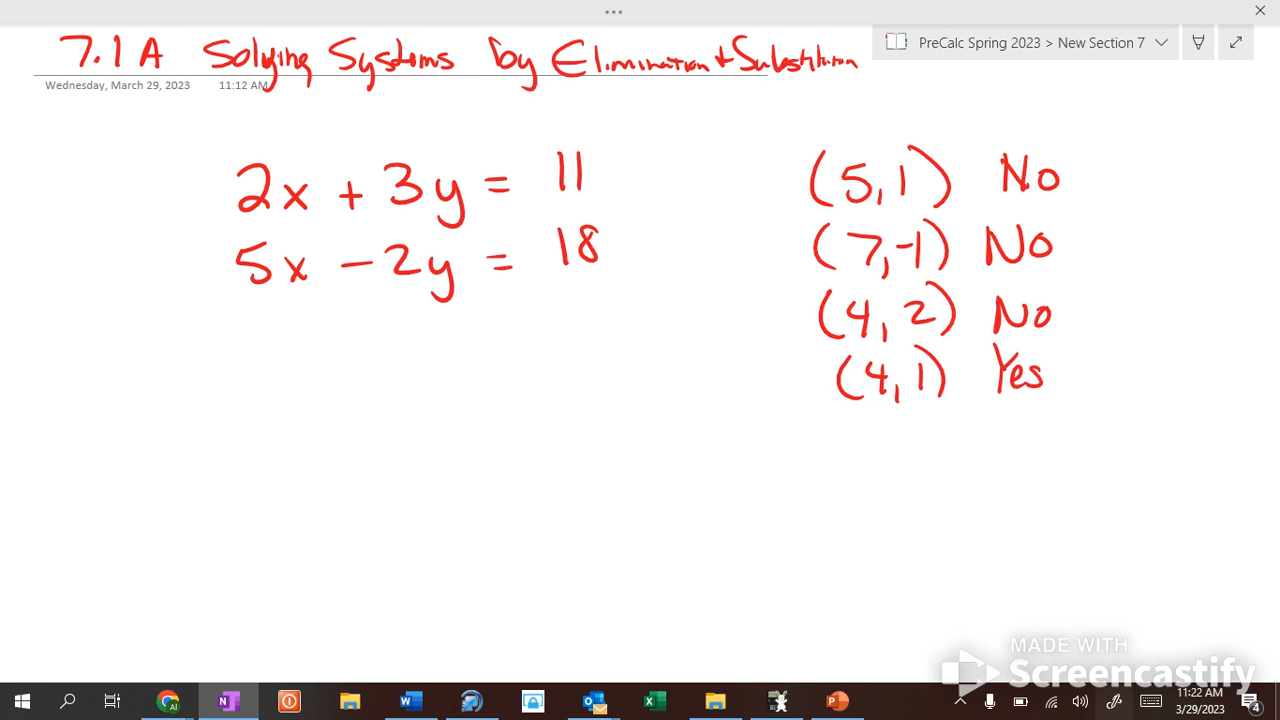 7.1 A Solving Systems by Elimination + Substitution
PreCalc Spring 2023 > New Section 7
Wednesday, March 29, 2023 11:12 AM
2x + 3y = 11
5x - 2y = 18
(5, 1) No
(7, -1) No
(4, 2) No
(4, 1) Yes
MADE WITH
Screencastify
11:22 AM
3/29/2023
4